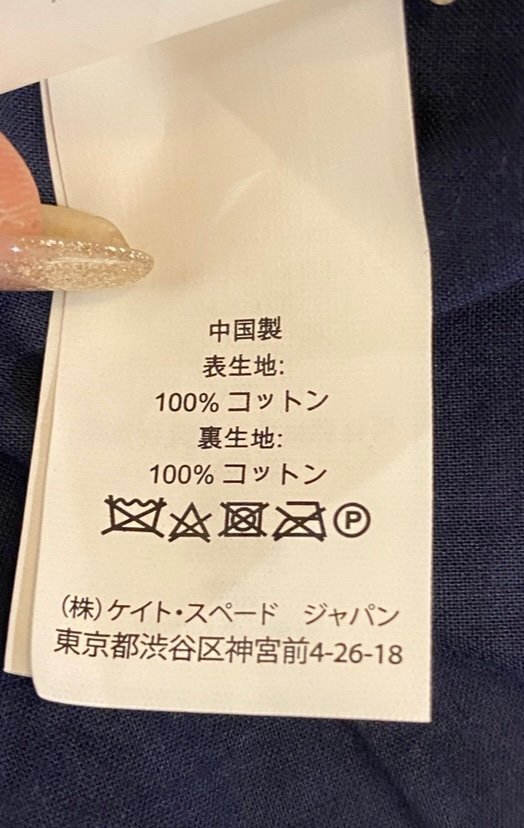 中国製
表生地:
100% コットン
裏生地:
100% コットン
P
(株)ケイト・スペード　ジャパン
東京都渋谷区神宮前4-26-18